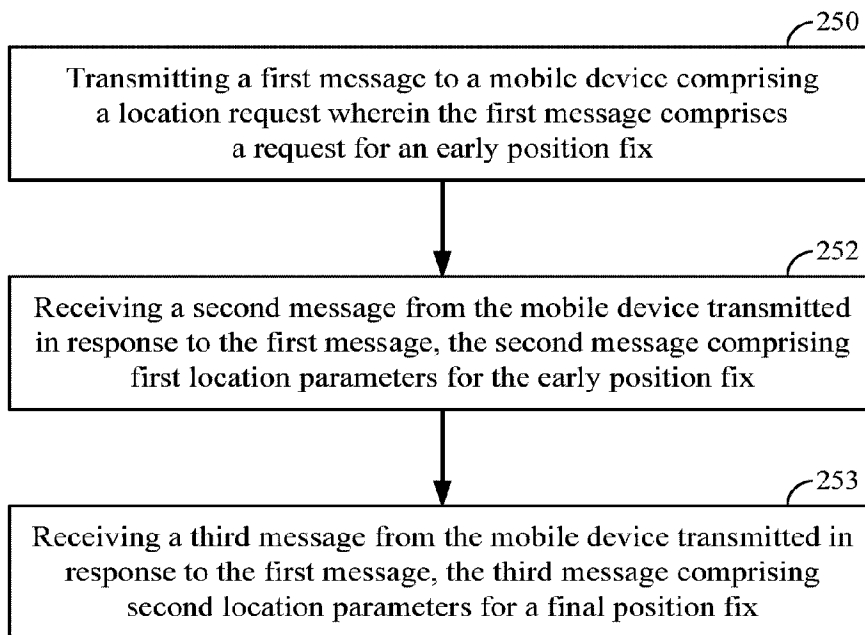 250
Transmitting a first message to a mobile device comprising
a location request wherein the first message comprises
a request for an early position fix
252
Receiving a second message from the mobile device transmitted
in response to the first message, the second message comprising
first location parameters for the early position fix
253
Receiving a third message from the mobile device transmitted in
response to the first message, the third message comprising
second location parameters for a final position fix